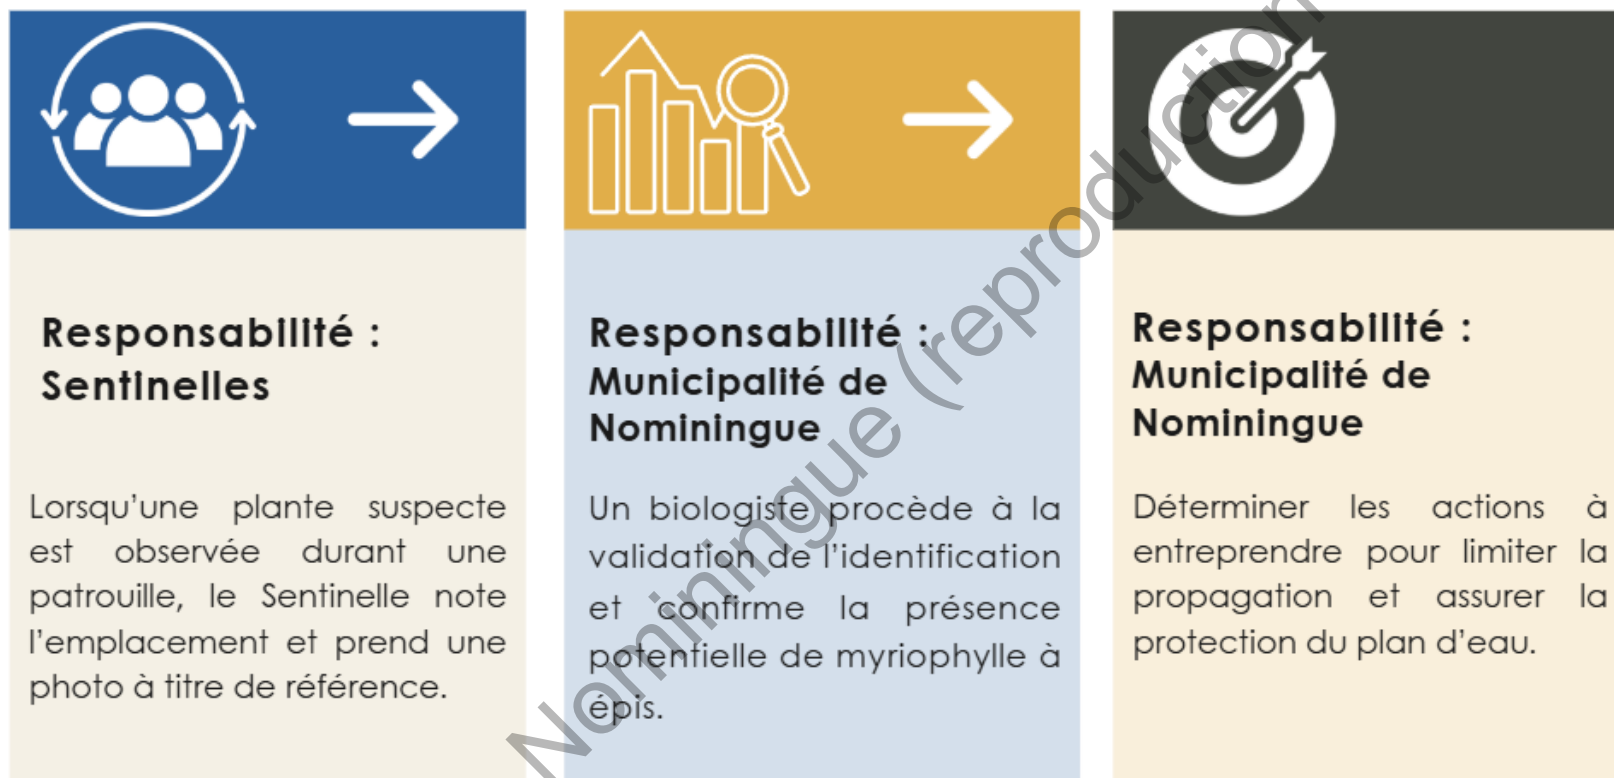 Responsabilité :
Sentinelles
Lorsqu'une plante suspecte
est observée durant une
patrouille, le Sentinelle note
l'emplacement et prend une
photo à titre de référence.
Responsabilité :
Municipalité de
Nominingue
Un biologiste procède à la
validation de l'identification
et confirme la présence
potentielle de myriophylle à
épis.
Responsabilité :
Municipalité de
Nominingue
Déterminer les actions à
entreprendre pour limiter la
propagation et assurer la
protection du plan d'eau.
Nominingue (reproduction